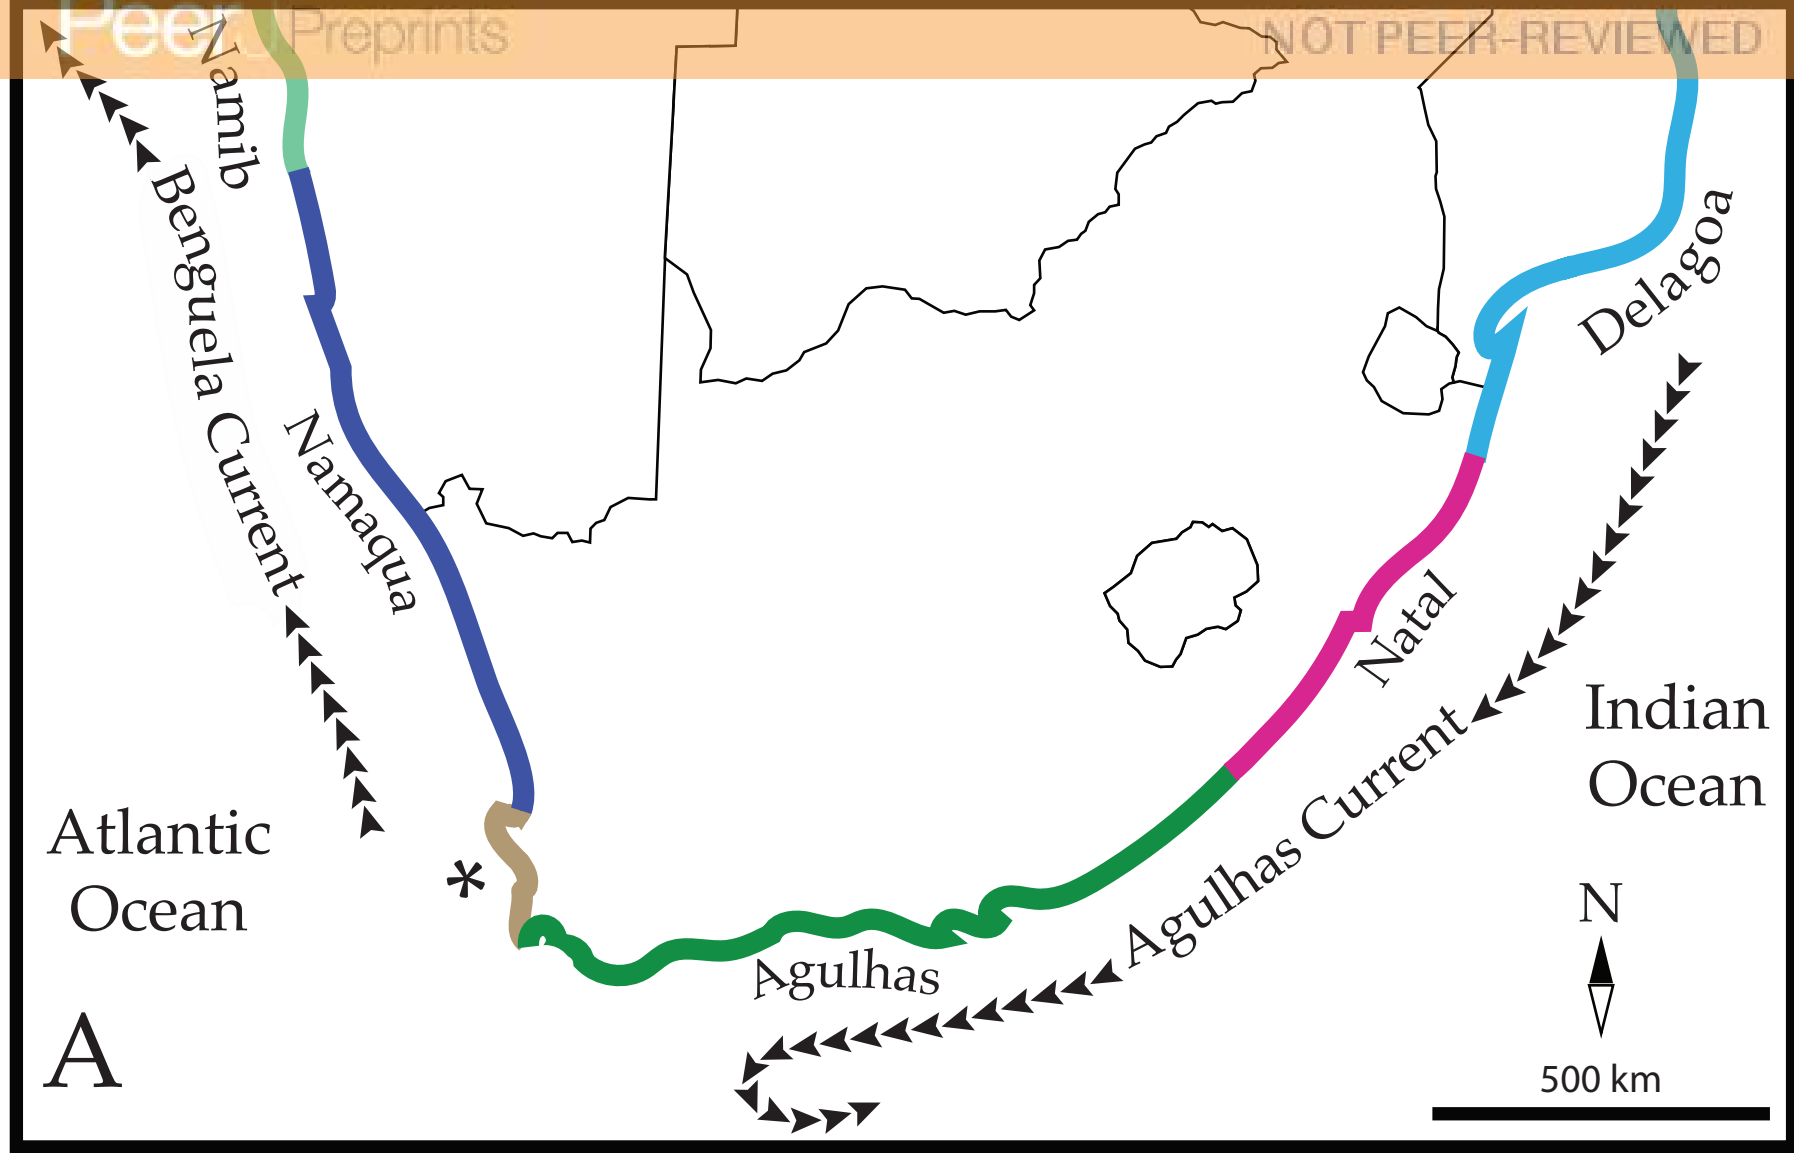 PeerJ Preprints
NOT PEER-REVIEWED
Namib
Benguela Current
Namaqua
Delagoa
Natal
Indian
Ocean
Agulhas Current
Atlantic
Ocean
*
Agulhas
N
A
500 km